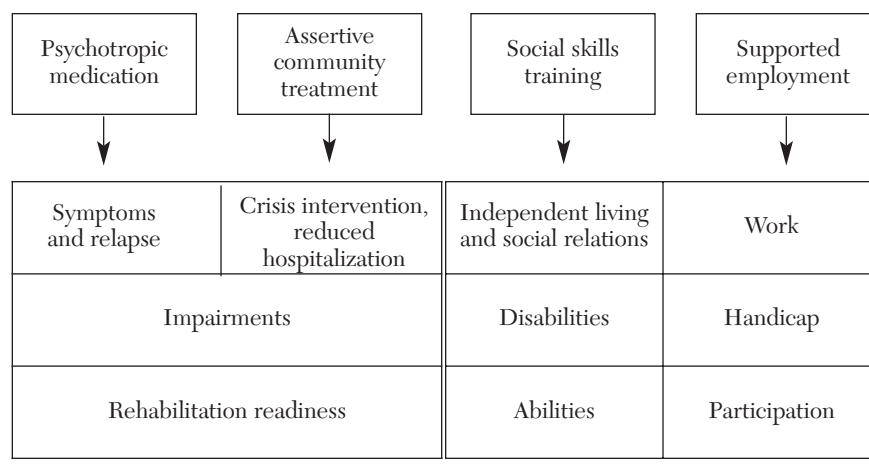 Psychotropic
medication
Assertive
community
treatment
Social skills
training
Supported
employment
Symptoms
and relapse
Crisis intervention,
reduced
hospitalization
Independent living
and social relations
Work
Impairments
Disabilities
Handicap
Rehabilitation readiness
Abilities
Participation